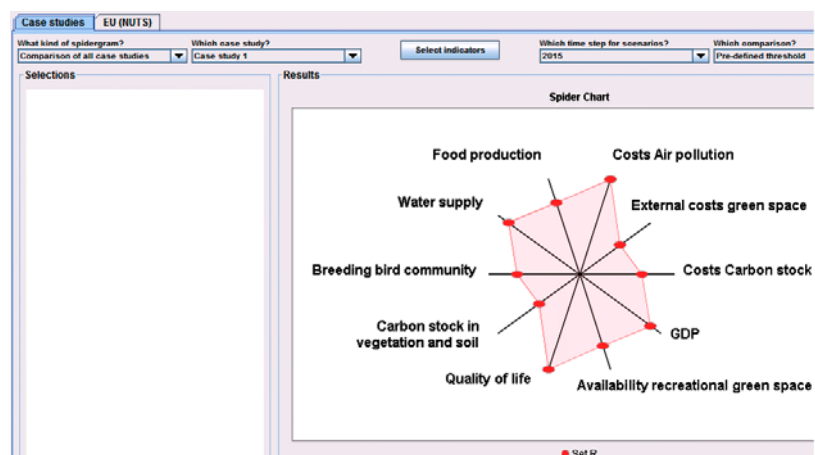 Case studies
EU (NUTS)
What kind of spidergram?
Which case study?
Which time step for scenarios?
Which comparison?
Comparison of all case studies
Case study 1
Select indicators
2015
Pre-defined threshold
Selections
Results
Spider Chart
Food production
Costs Air pollution
Water supply
External costs green space
Breeding bird community
Costs Carbon stock
Carbon stock in
vegetation and soil
GDP
Quality of life
Availability recreational green space
Set R